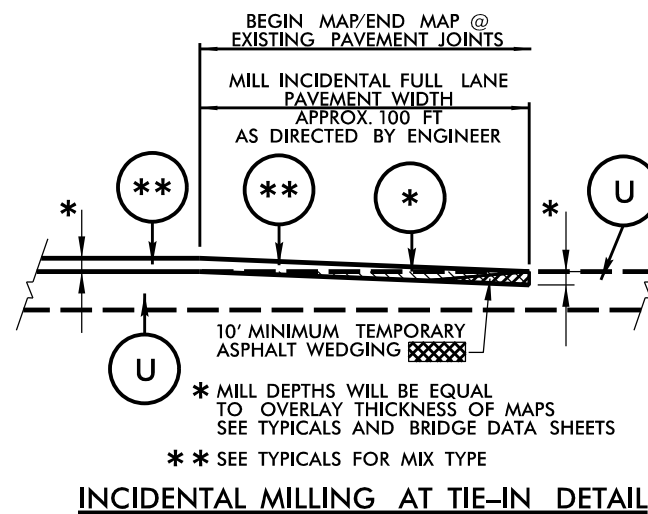 BEGIN MAP/END MAP @
EXISTING PAVEMENT JOINTS
MILL INCIDENTAL FULL LANE
PAVEMENT WIDTH
APPROX. 100 FT
AS DIRECTED BY ENGINEER
**
**
*
U
*
*
U
10' MINIMUM TEMPORARY
ASPHALT WEDGING
* MILL DEPTHS WILL BE EQUAL
TO OVERLAY THICKNESS OF MAPS
SEE TYPICALS AND BRIDGE DATA SHEETS
** SEE TYPICALS FOR MIX TYPE
INCIDENTAL MILLING AT TIE–IN DETAIL